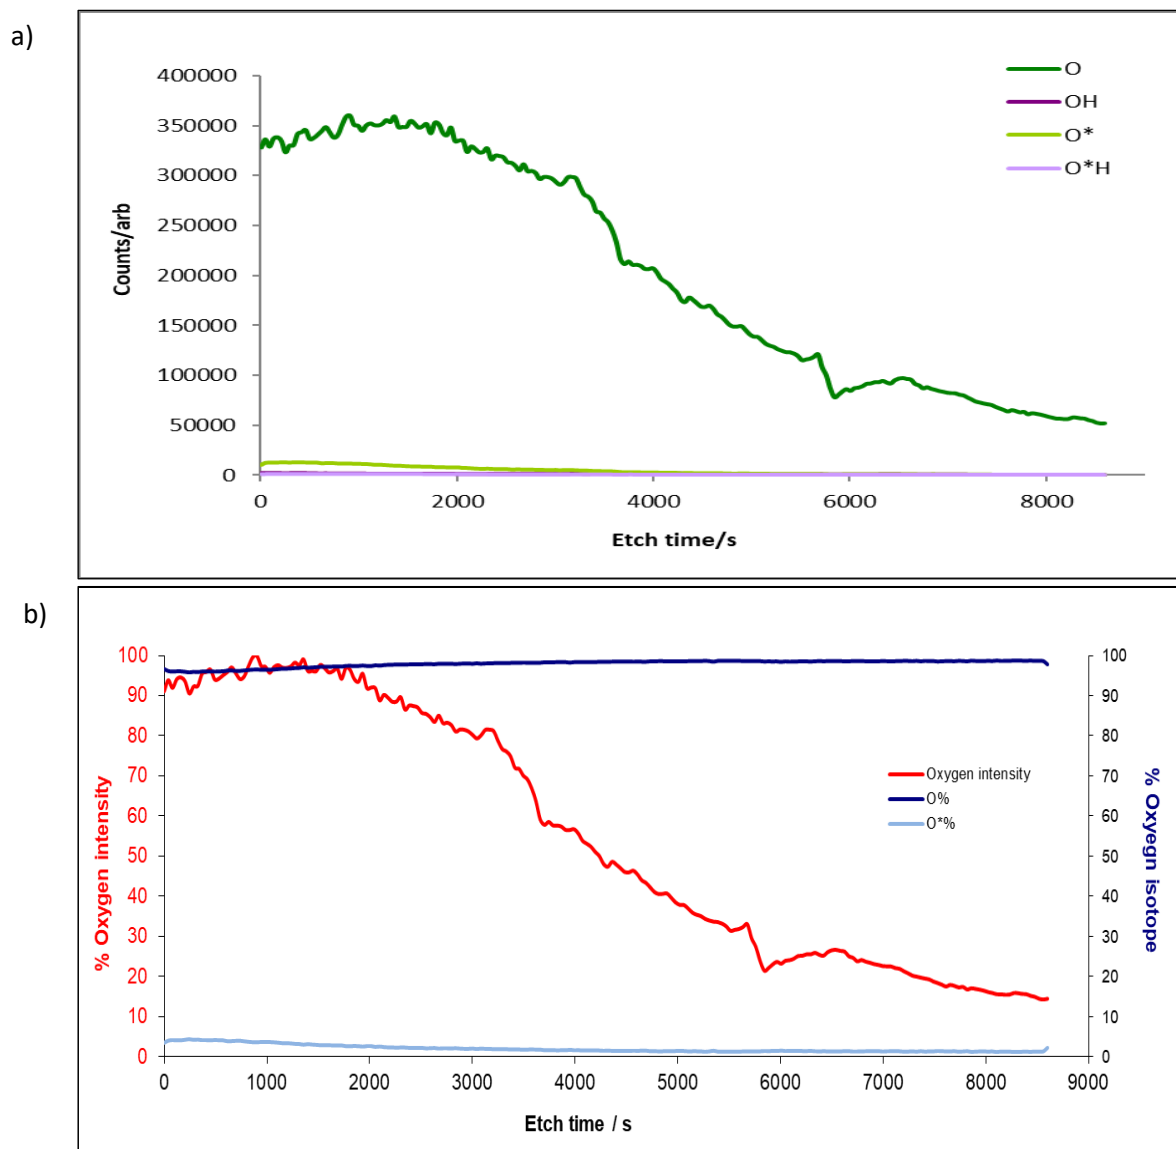 a)
400000
350000
300000
250000
200000
150000
100000
50000
0
Counts/arb
O
OH
O*
O*H
0 2000 4000 6000 8000
Etch time/s
b)
100
90
80
70
60
50
40
30
20
10
0
% Oxygen intensity
Oxygen intensity
O%
O*%
100
90
80
70
60
50
40
30
20
10
0
% Oxyegn isotope
0 1000 2000 3000 4000 5000 6000 7000 8000 9000
Etch time / s